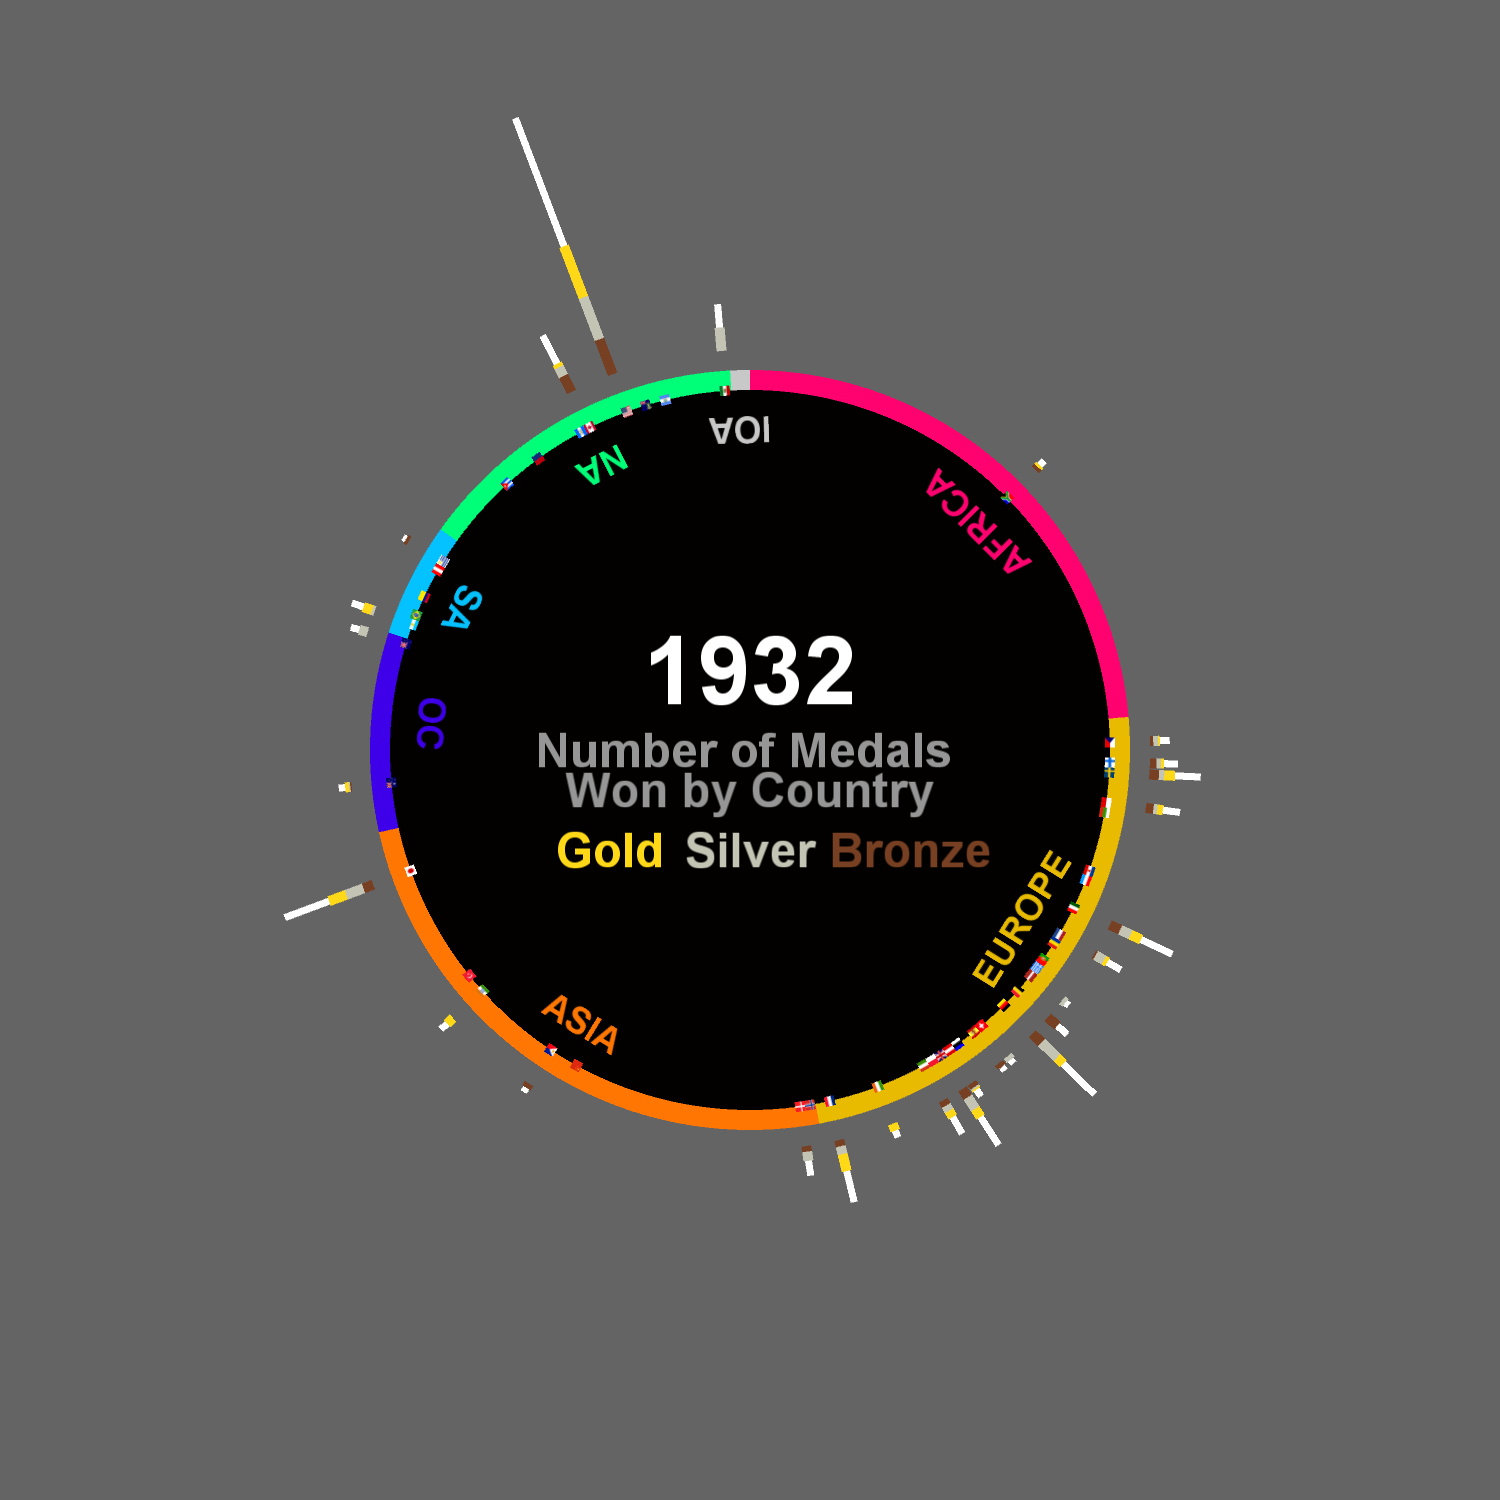 1932
Number of Medals
Won by Country
Gold Silver Bronze
IOA
AFRICA
EUROPE
ASIA
OC
SA
NA